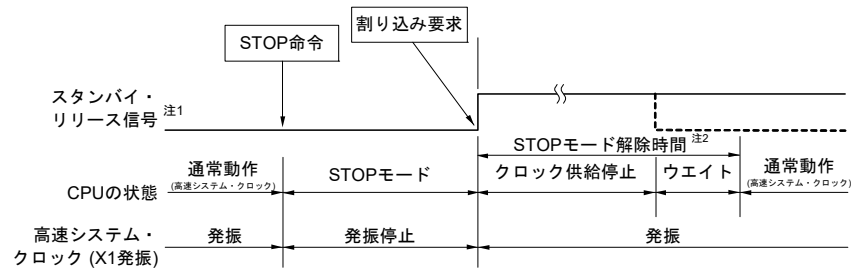 割り込み要求
STOP命令
スタンバイ・
リリース信号 注1
STOPモード解除時間 注2
通常動作
(高速システム・クロック)
STOPモード
クロック供給停止
ウエイト
通常動作
(高速システム・クロック)
CPUの状態
高速システム・
クロック (X1発振)
発振
発振停止
発振